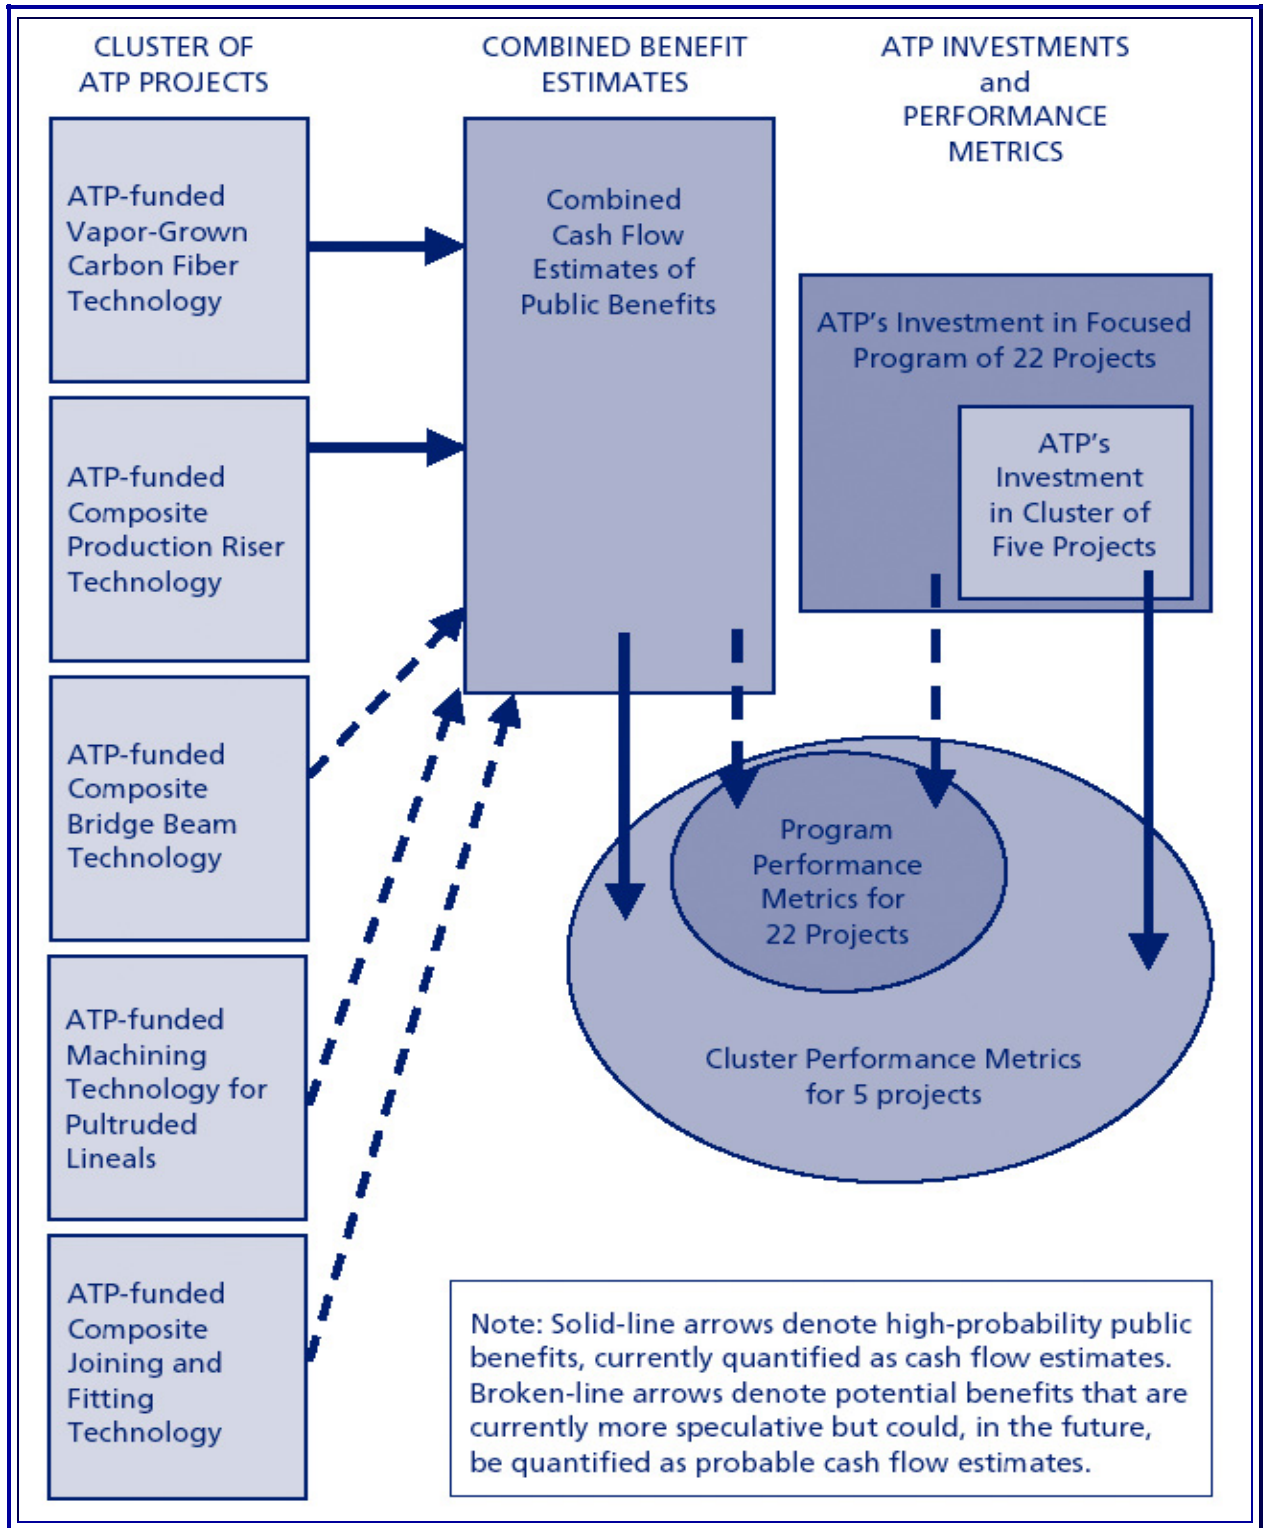 CLUSTER OF
ATP PROJECTS
COMBINED BENEFIT
ESTIMATES
ATP INVESTMENTS
and
PERFORMANCE
METRICS
ATP-funded
Vapor-Grown
Carbon Fiber
Technology
ATP-funded
Composite
Production Riser
Technology
ATP-funded
Composite
Bridge Beam
Technology
ATP-funded
Machining
Technology for
Pultruded
Lineals
ATP-funded
Composite
Joining and
Fitting
Technology
Combined
Cash Flow
Estimates of
Public Benefits
ATP's Investment in Focused
Program of 22 Projects
ATP's
Investment
in Cluster of
Five Projects
Program
Performance
Metrics for
22 Projects
Cluster Performance Metrics
for 5 projects
Note: Solid-line arrows denote high-probability public
benefits, currently quantified as cash flow estimates.
Broken-line arrows denote potential benefits that are
currently more speculative but could, in the future,
be quantified as probable cash flow estimates.